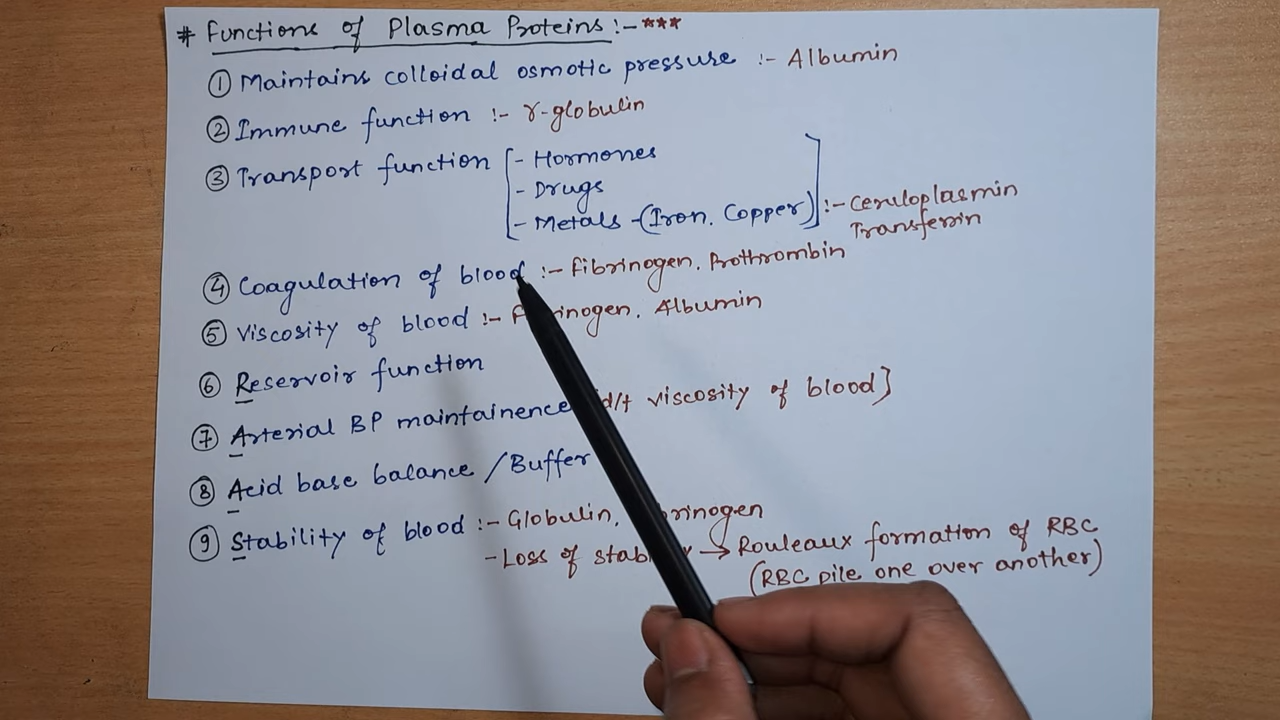 # Functions of Plasma Proteins :- ***
① Maintains colloidal osmotic pressure :- Albumin
② Immune function :- γ-globulin
③ Transport function [ - Hormones
- Drugs
- Metals - (Iron, Copper) ] :- Ceruloplasmin
Transferrin
④ Coagulation of blood :- Fibrinogen, Prothrombin
⑤ Viscosity of blood :- Albumin
⑥ Reservoir function
⑦ Arterial BP maintainence d/t viscosity of blood]
⑧ Acid base balance / Buffer
⑨ Stability of blood :- Globulin,
- Loss of → Rouleaux formation of RBC
(RBC pile one over another)